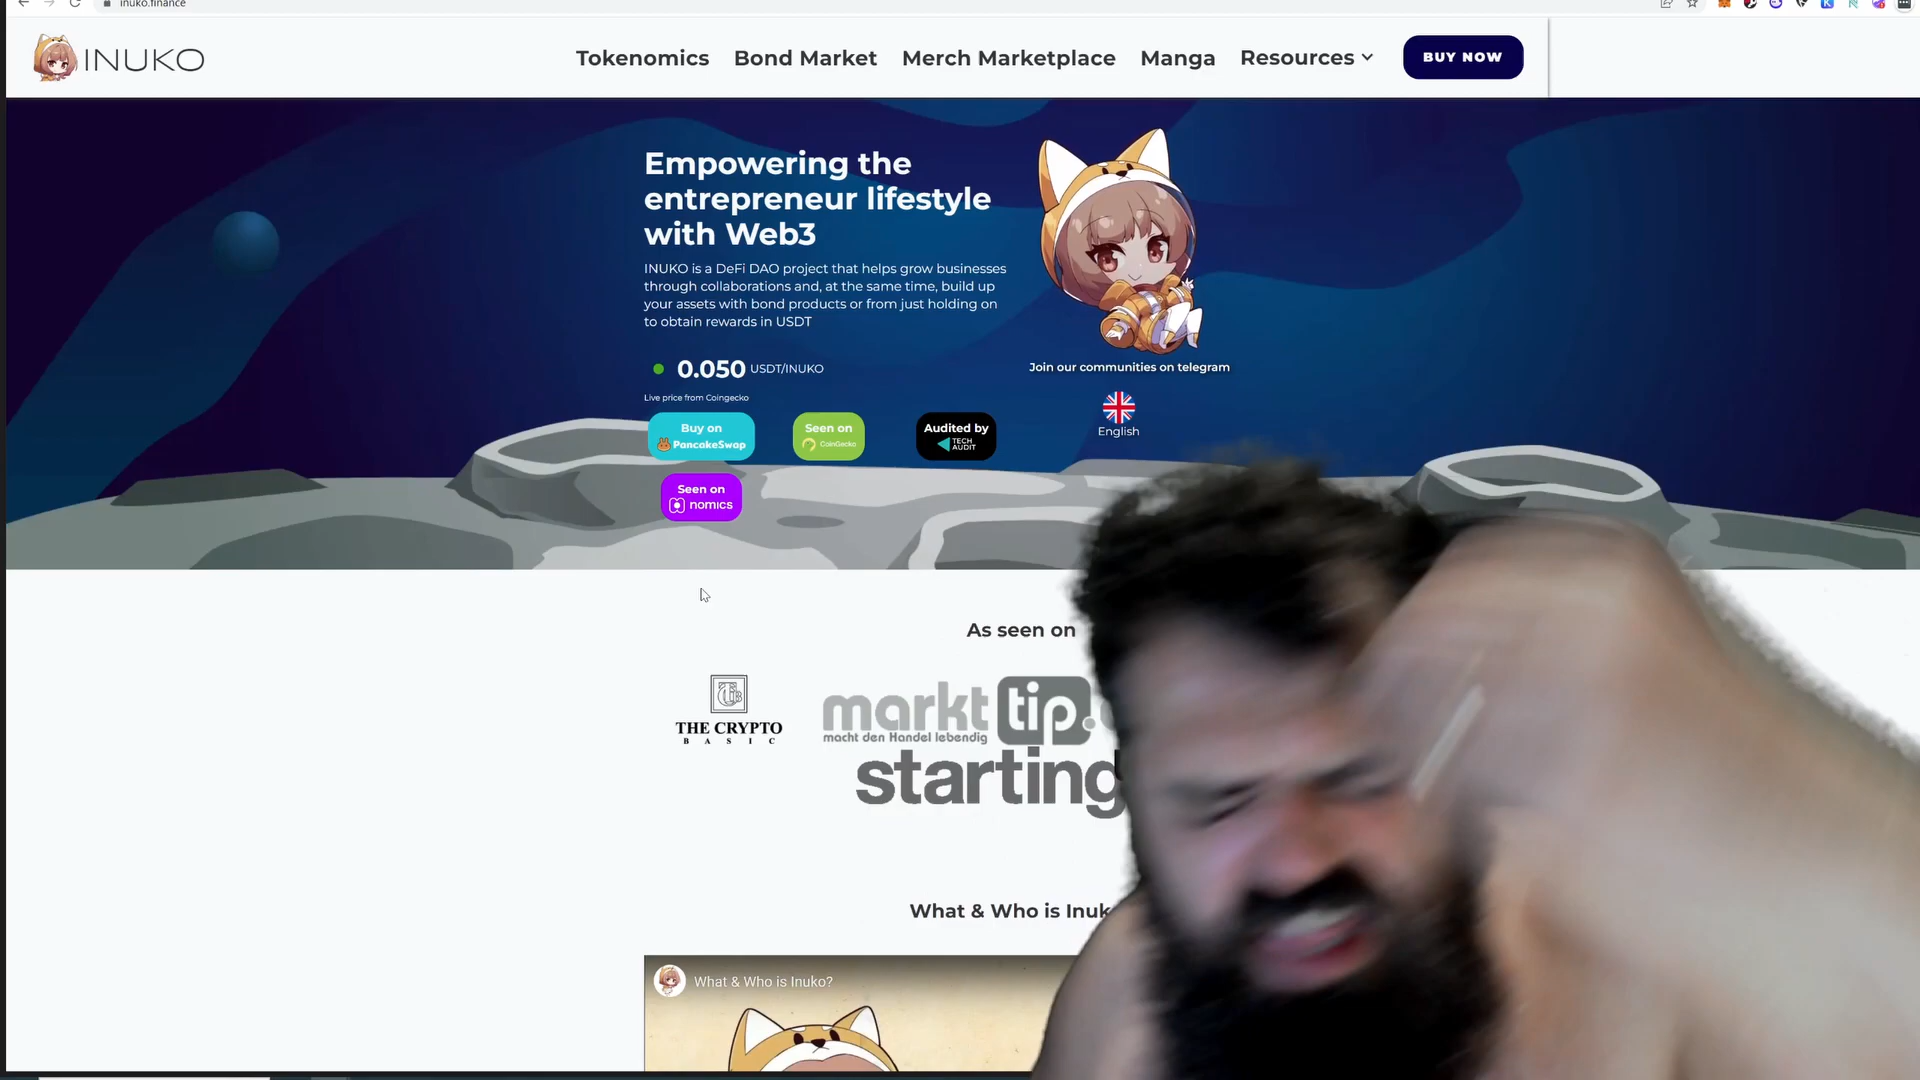 inuko.finance
INUKO
Tokenomics
Bond Market
Merch Marketplace
Manga
Resources
BUY NOW
Empowering the
entrepreneur lifestyle
with Web3
INUKO is a DeFi DAO project that helps grow businesses
through collaborations and, at the same time, build up
your assets with bond products or from just holding on
to obtain rewards in USDT
0.050 USDT/INUKO
Live price from Coingecko
Buy on
PancakeSwap
Seen on
CoinGecko
Audited by
TECH
AUDIT
Seen on
nomics
Join our communities on telegram
English
As seen on
THE CRYPTO
BASIC
markttip.
macht den Handel lebendig
starting
What & Who is Inuk
What & Who is Inuko?